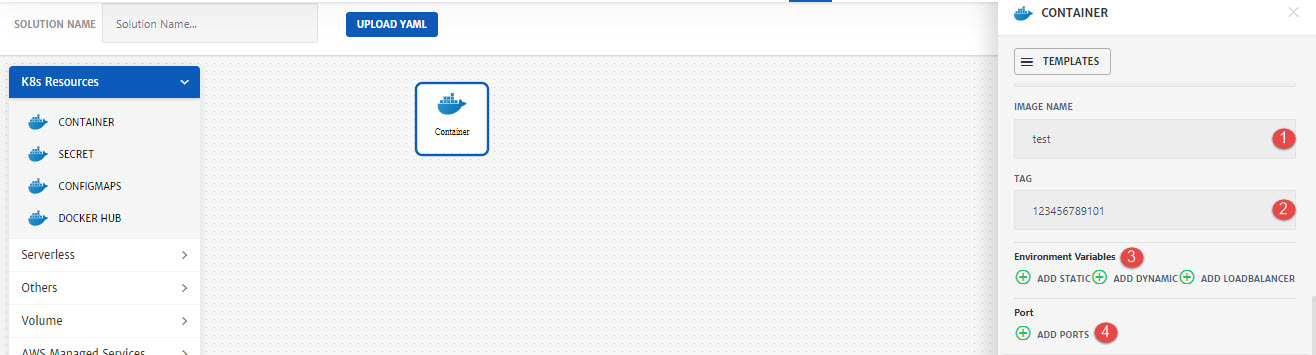 SOLUTION NAME
Solution Name...
UPLOAD YAML
K8s Resources
CONTAINER
SECRET
CONFIGMAPS
DOCKER HUB
Serverless
Others
Volume
AWS Managed Services
Container
CONTAINER
TEMPLATES
IMAGE NAME
test 1
TAG
123456789101 2
Environment Variables 3
ADD STATIC ADD DYNAMIC ADD LOADBALANCER
Port
ADD PORTS 4